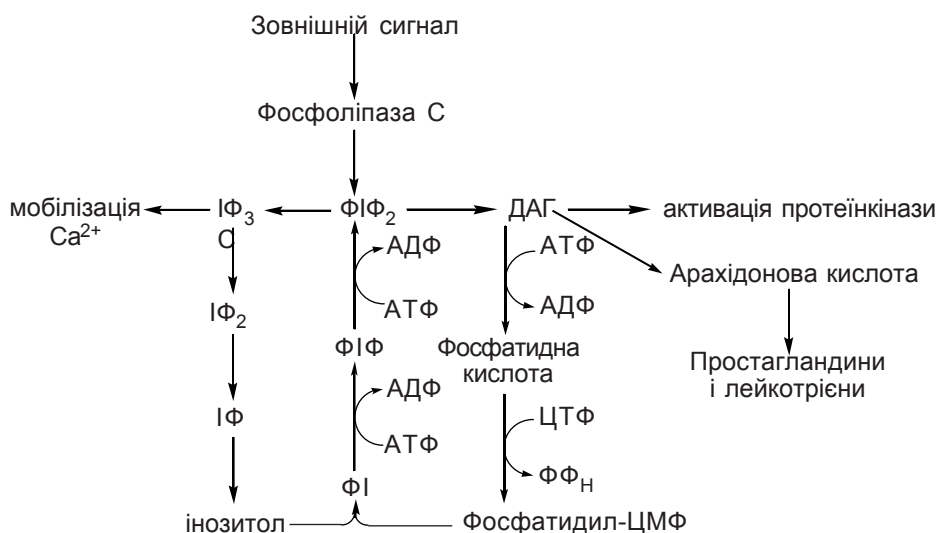 Зовнішній сигнал
Фосфоліпаза С
мобілізація
Ca²⁺
ІФ₃
С
ФІФ₂
ДАГ
активація протеїнкінази
АДФ
АТФ
АТФ
АДФ
Арахідонова кислота
ІФ₂
ФІФ
Фосфатидна
кислота
Простагландини
і лейкотрієни
АДФ
АТФ
ІФ
ЦТФ
ФФН
ФІ
інозитол
Фосфатидил-ЦМФ